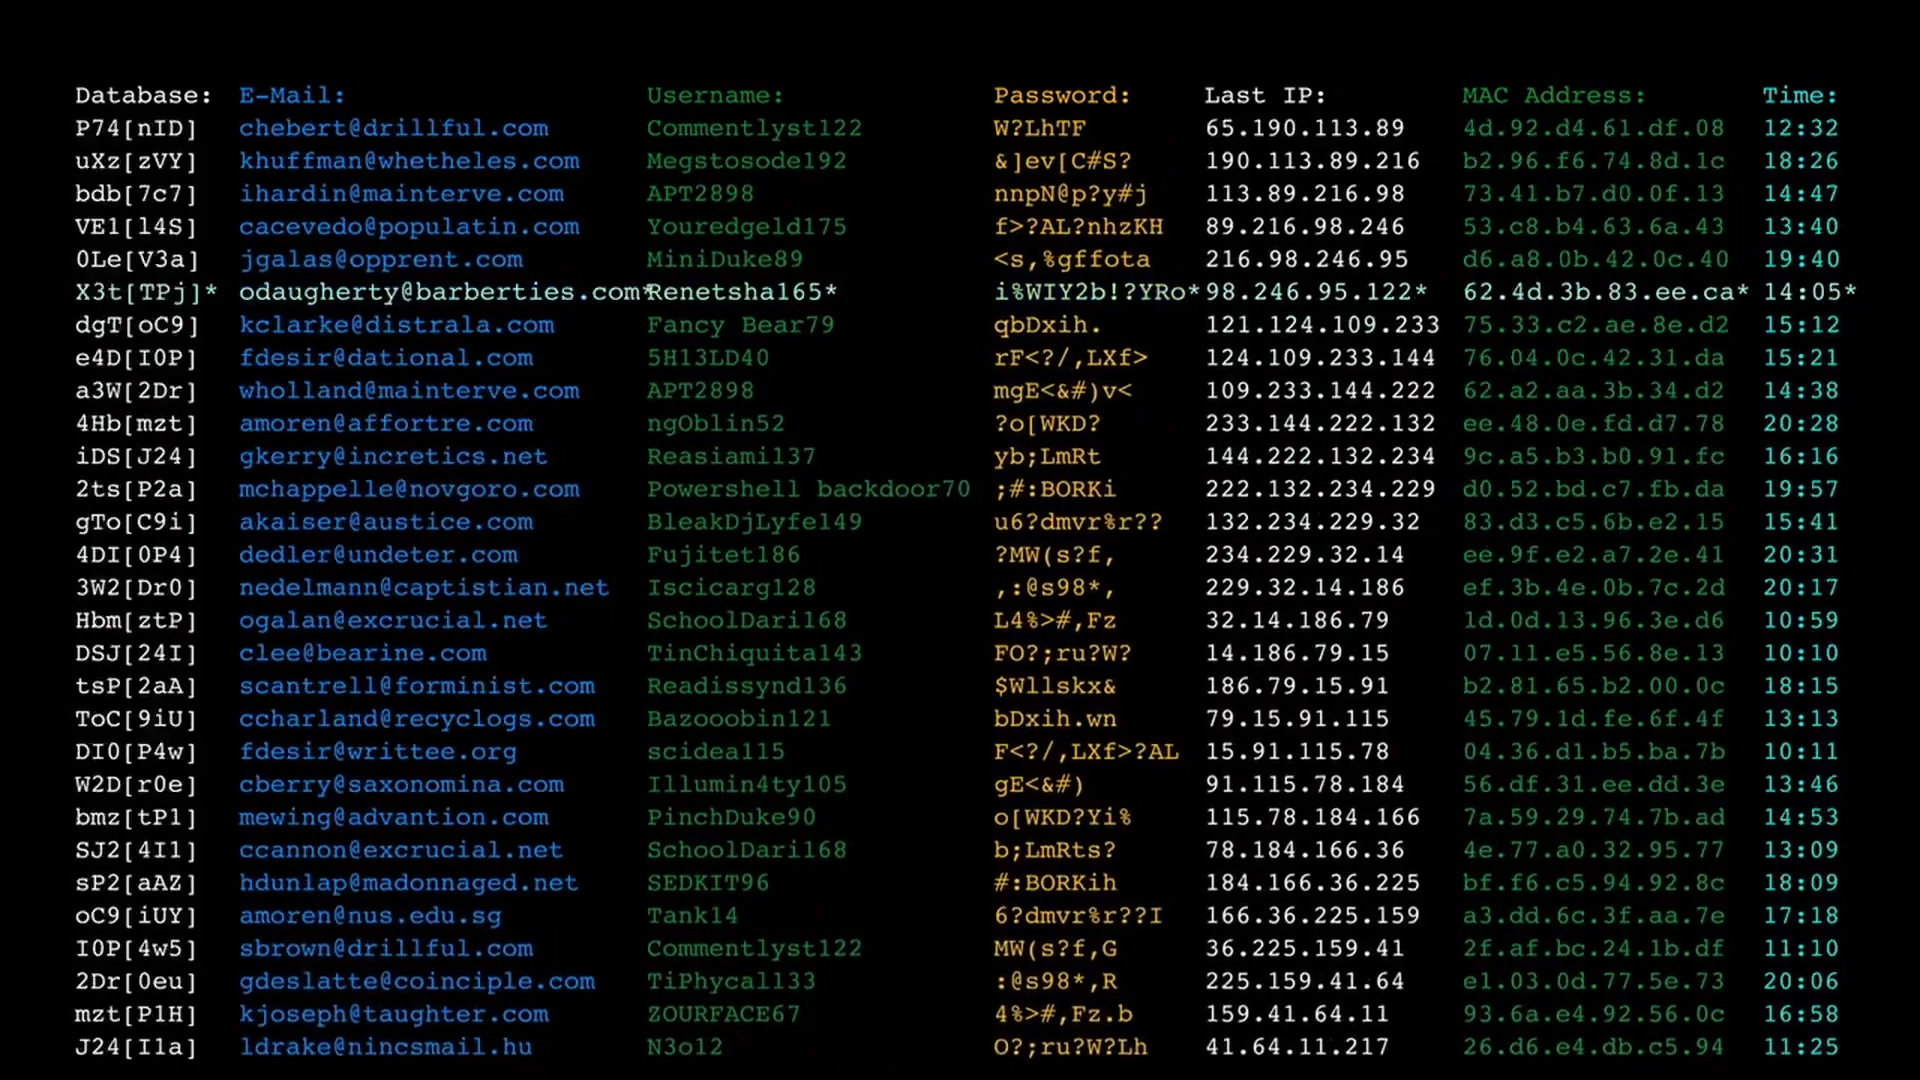 Database: E-Mail: Username: Password: Last IP: MAC Address: Time:
P74[nID] chebert@drillful.com Commentlyst122 W?LhTF 65.190.113.89 4d.92.d4.61.df.08 12:32
uXz[zVY] khuffman@whetheles.com Megstosode192 &]ev[C#S? 190.113.89.216 b2.96.f6.74.8d.1c 18:26
bdb[7c7] ihardin@mainterve.com APT2898 nnpN@p?y#j 113.89.216.98 73.41.b7.d0.0f.13 14:47
VE1[l4S] cacevedo@populatin.com Youredgeld175 f>?AL?nhzKH 89.216.98.246 53.c8.b4.63.6a.43 13:40
0Le[V3a] jgalas@opprent.com MiniDuke89 <s,%gffota 216.98.246.95 d6.a8.0b.42.0c.40 19:40
X3t[TPj]* odaugherty@barberties.com*Renetsha165* i%WIY2b!?YRo*98.246.95.122* 62.4d.3b.83.ee.ca* 14:05*
dgT[oC9] kclarke@distrala.com Fancy Bear79 qbDxih. 121.124.109.233 75.33.c2.ae.8e.d2 15:12
e4D[I0P] fdesir@dational.com 5H13LD40 rF<?/,LXf> 124.109.233.144 76.04.0c.42.31.da 15:21
a3W[2Dr] wholland@mainterve.com APT2898 mgE<&#)v< 109.233.144.222 62.a2.aa.3b.34.d2 14:38
4Hb[mzt] amoren@affortre.com ngOblin52 ?o[WKD? 233.144.222.132 ee.48.0e.fd.d7.78 20:28
iDS[J24] gkerry@incretics.net Reasiami137 yb;LmRt 144.222.132.234 9c.a5.b3.b0.91.fc 16:16
2ts[P2a] mchappelle@novgoro.com Powershell backdoor70 ;#:BORKi 222.132.234.229 d0.52.bd.c7.fb.da 19:57
gTo[C9i] akaiser@austice.com BleakDjLyfe149 u6?dmvr%r?? 132.234.229.32 83.d3.c5.6b.e2.15 15:41
4DI[0P4] dedler@undeter.com Fujitet186 ?MW(s?f, 234.229.32.14 ee.9f.e2.a7.2e.41 20:31
3W2[Dr0] nedelmann@captistian.net Iscicarg128 ,:@s98*, 229.32.14.186 ef.3b.4e.0b.7c.2d 20:17
Hbm[ztP] ogalan@excrucial.net SchoolDari168 L4%>#,Fz 32.14.186.79 1d.0d.13.96.3e.d6 10:59
DSJ[24I] clee@bearine.com TinChiquita143 FO?;ru?W? 14.186.79.15 07.11.e5.56.8e.13 10:10
tsP[2aA] scantrell@forminist.com Readissynd136 $Wllskx& 186.79.15.91 b2.81.65.b2.00.0c 18:15
ToC[9iU] ccharland@recyclogs.com Bazooobin121 bDxih.wn 79.15.91.115 45.79.1d.fe.6f.4f 13:13
DI0[P4w] fdesir@writtee.org scidea115 F<?/,LXf>?AL 15.91.115.78 04.36.d1.b5.ba.7b 10:11
W2D[r0e] cberry@saxonomina.com Illumin4ty105 gE<&#) 91.115.78.184 56.df.31.ee.dd.3e 13:46
bmz[tP1] mewing@advantion.com PinchDuke90 o[WKD?Yi% 115.78.184.166 7a.59.29.74.7b.ad 14:53
SJ2[4I1] ccannon@excrucial.net SchoolDari168 b;LmRts? 78.184.166.36 4e.77.a0.32.95.77 13:09
sP2[aAZ] hdunlap@madonnaged.net SEDKIT96 #:BORKih 184.166.36.225 bf.f6.c5.94.92.8c 18:09
oC9[iUY] amoren@nus.edu.sg Tank14 6?dmvr%r??I 166.36.225.159 a3.dd.6c.3f.aa.7e 17:18
I0P[4w5] sbrown@drillful.com Commentlyst122 MW(s?f,G 36.225.159.41 2f.af.bc.24.1b.df 11:10
2Dr[0eu] gdeslatte@coinciple.com TiPhycal133 :@s98*,R 225.159.41.64 e1.03.0d.77.5e.73 20:06
mzt[P1H] kjoseph@taughter.com ZOURFACE67 4%>#,Fz.b 159.41.64.11 93.6a.e4.92.56.0c 16:58
J24[I1a] ldrake@nincsmail.hu N3o12 O?;ru?W?Lh 41.64.11.217 26.d6.e4.db.c5.94 11:25